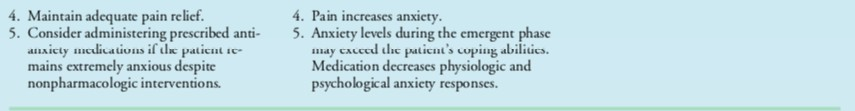 4. Maintain adequate pain relief.
5. Consider administering prescribed anti-
anxiety medications if the patient re-
mains extremely anxious despite
nonpharmacologic interventions.
4. Pain increases anxiety.
5. Anxiety levels during the emergent phase
may exceed the patient's coping abilities.
Medication decreases physiologic and
psychological anxiety responses.